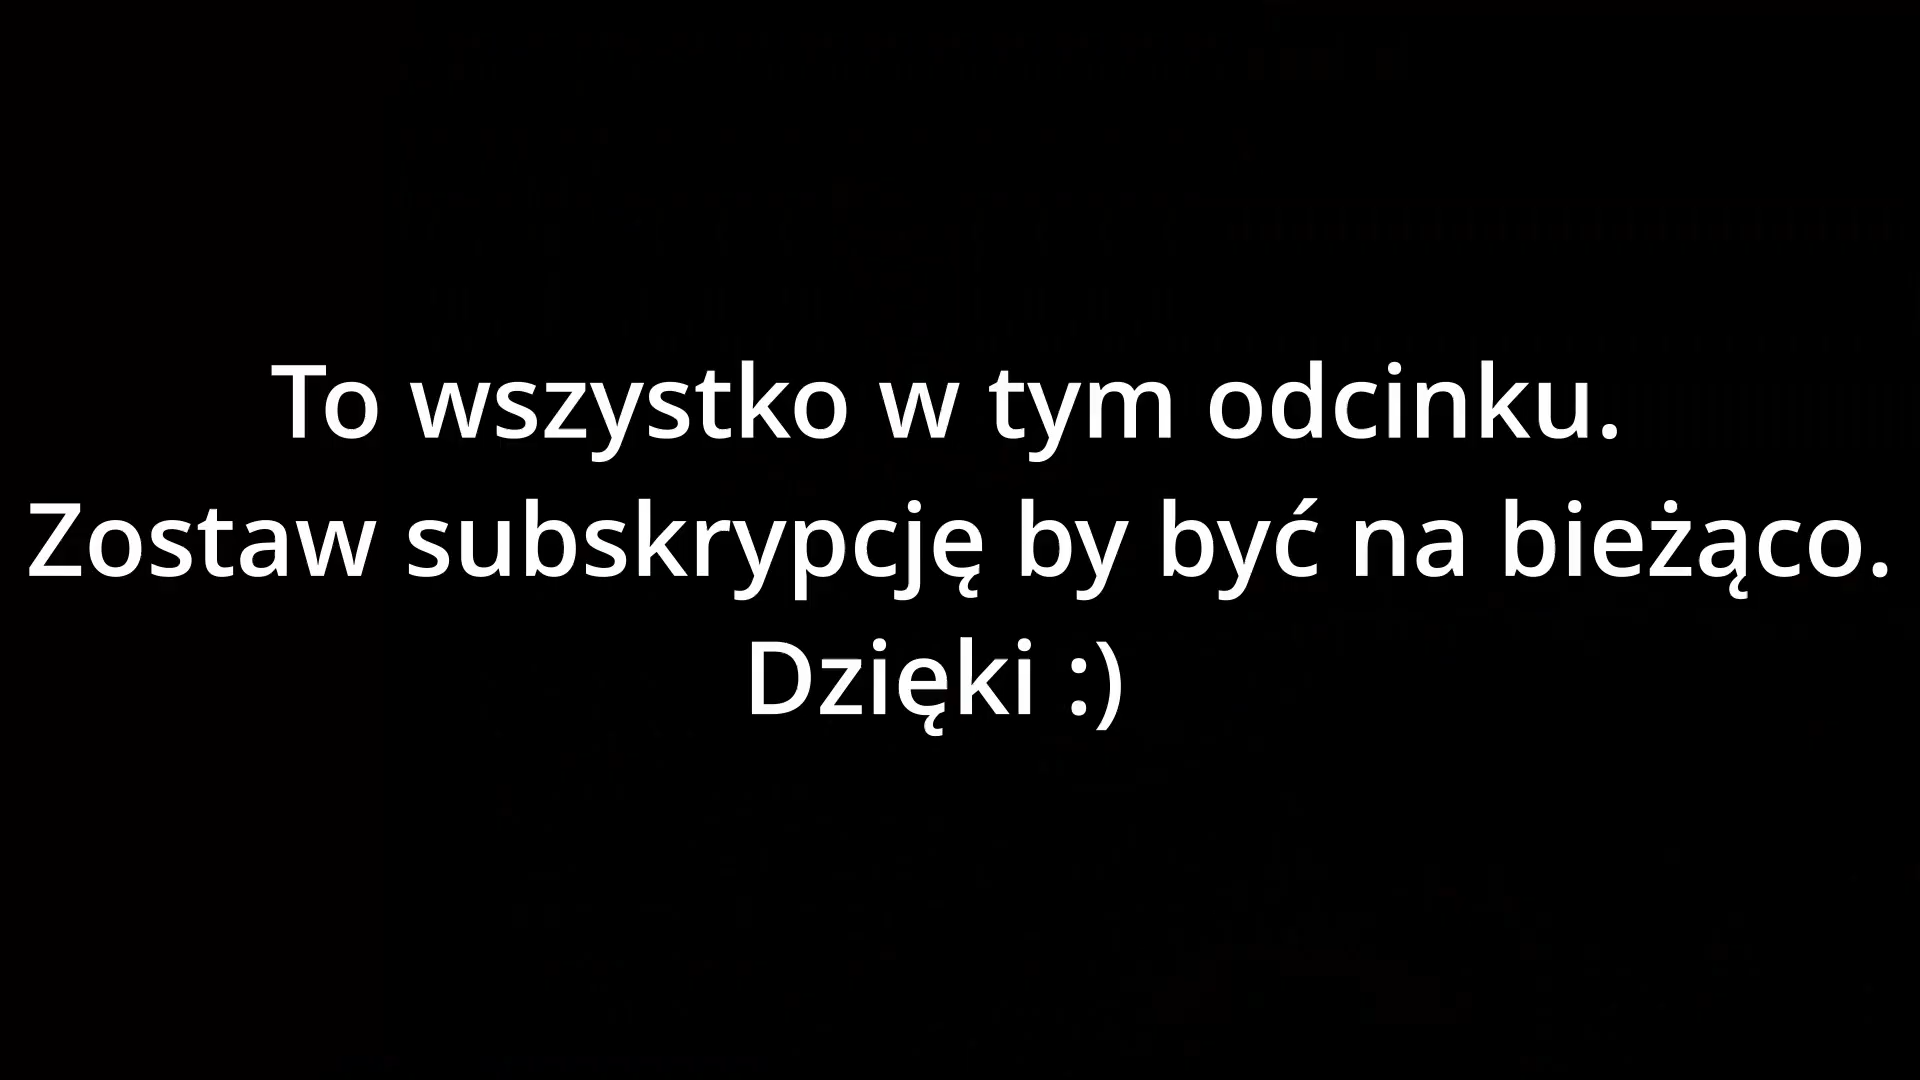 To wszystko w tym odcinku.
Zostaw subskrypcję by być na bieżąco.
Dzięki :)